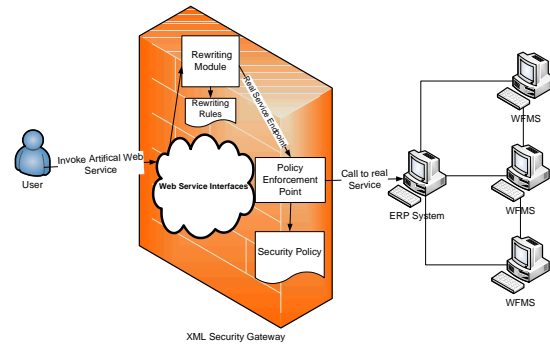 Rewriting
Module
Rewriting
Rules
Real Service Endpoint
Invoke Artifical Web
Service
User
Web Service Interfaces
Policy
Enforcement
Point
Security Policy
Call to real
Service
ERP System
WFMS
WFMS
WFMS
XML Security Gateway